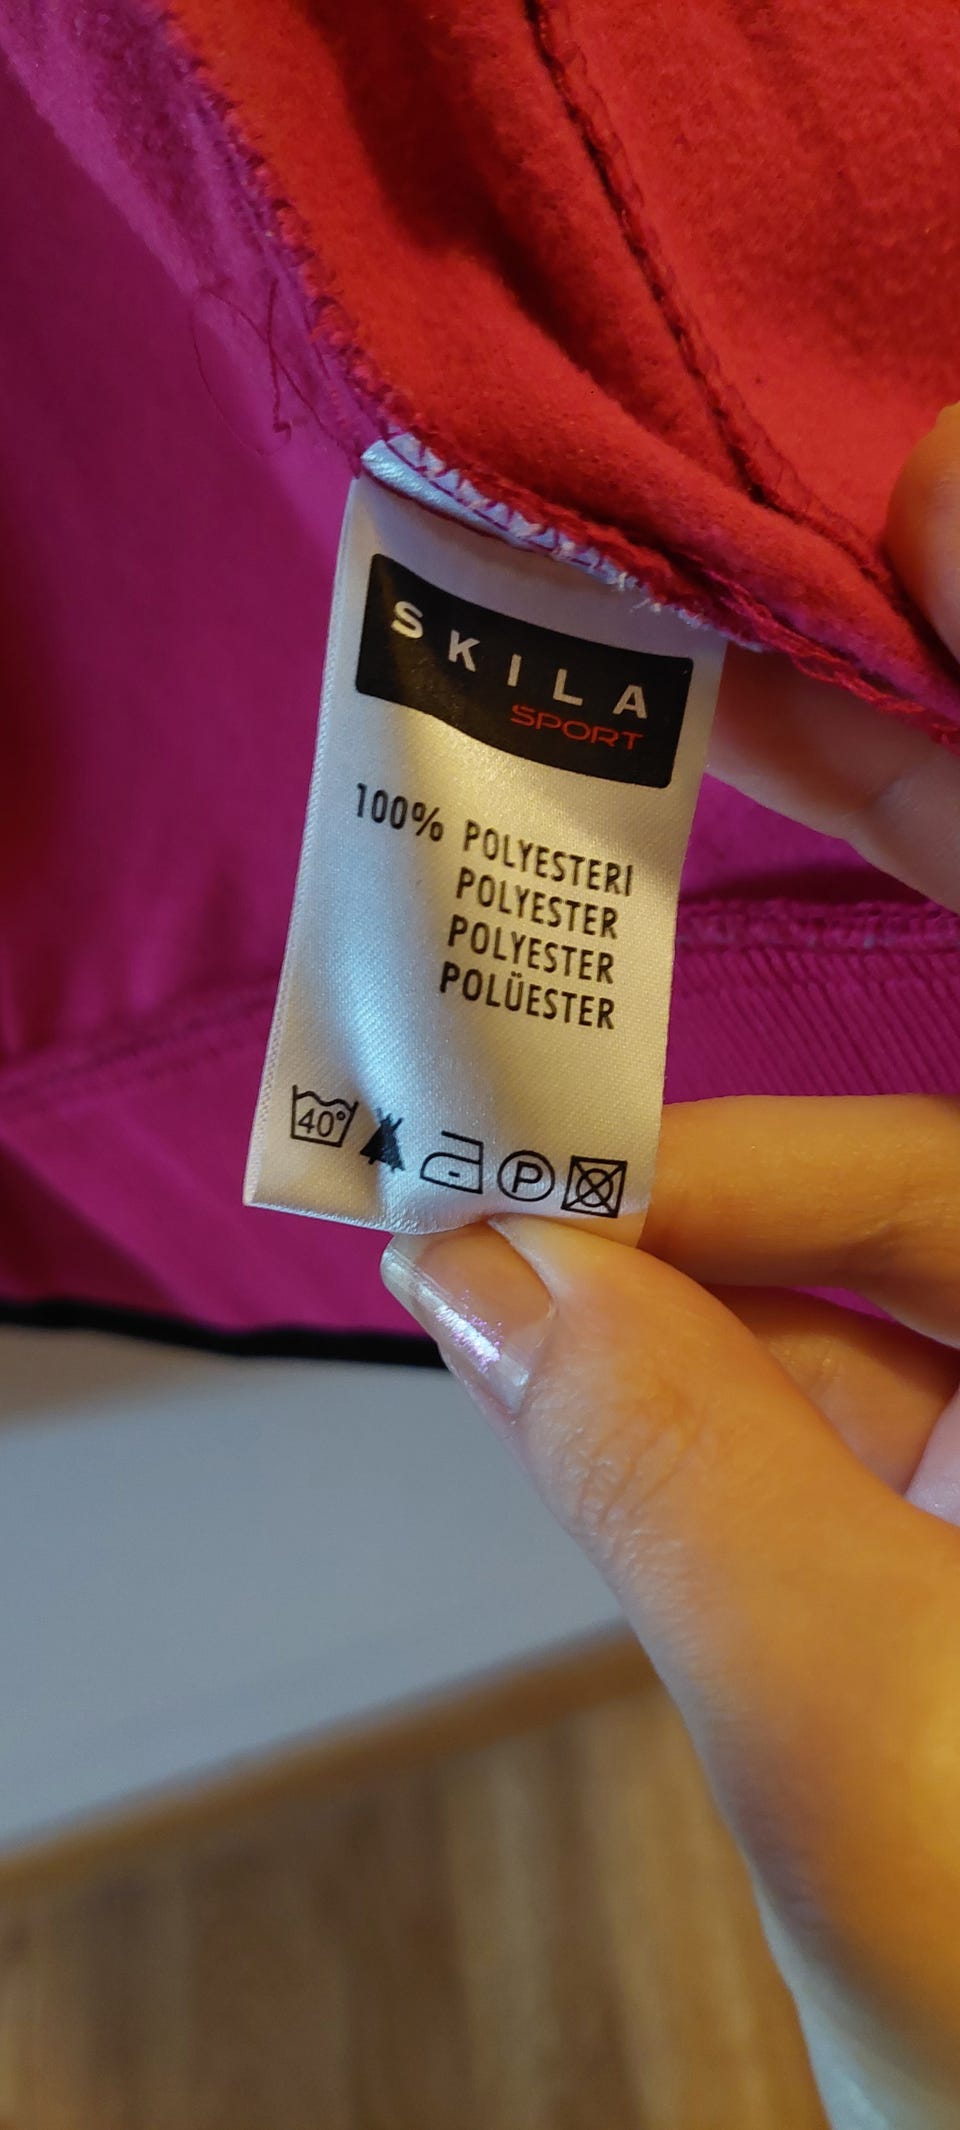 SKILA
SPORT
100% POLYESTERI
POLYESTER
POLYESTER
POLÜESTER
40° P